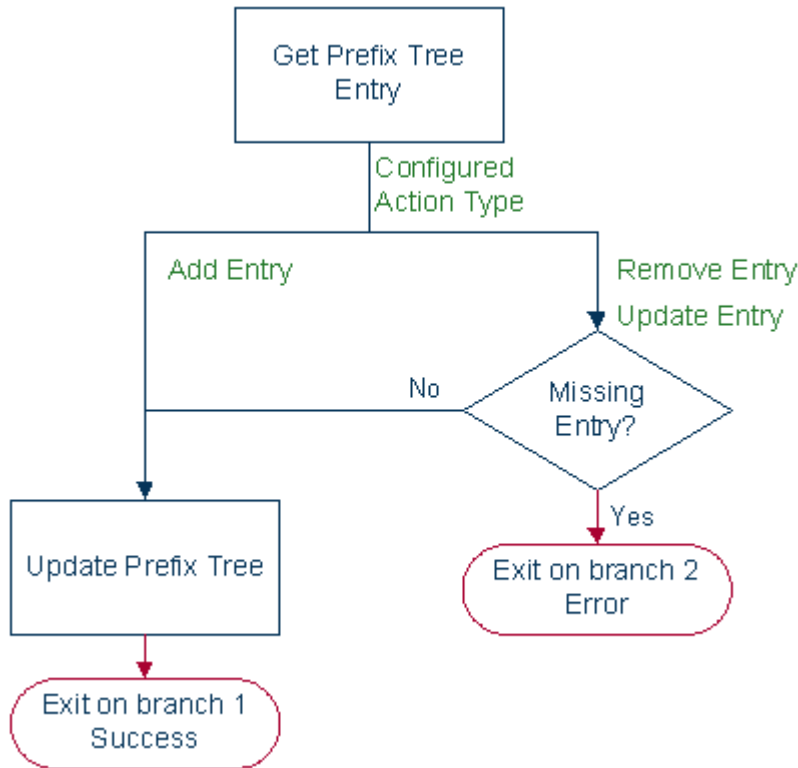 Get Prefix Tree
Entry
Configured
Action Type
Add Entry
Remove Entry
Update Entry
No
Missing
Entry?
Yes
Update Prefix Tree
Exit on branch 2
Error
Exit on branch 1
Success